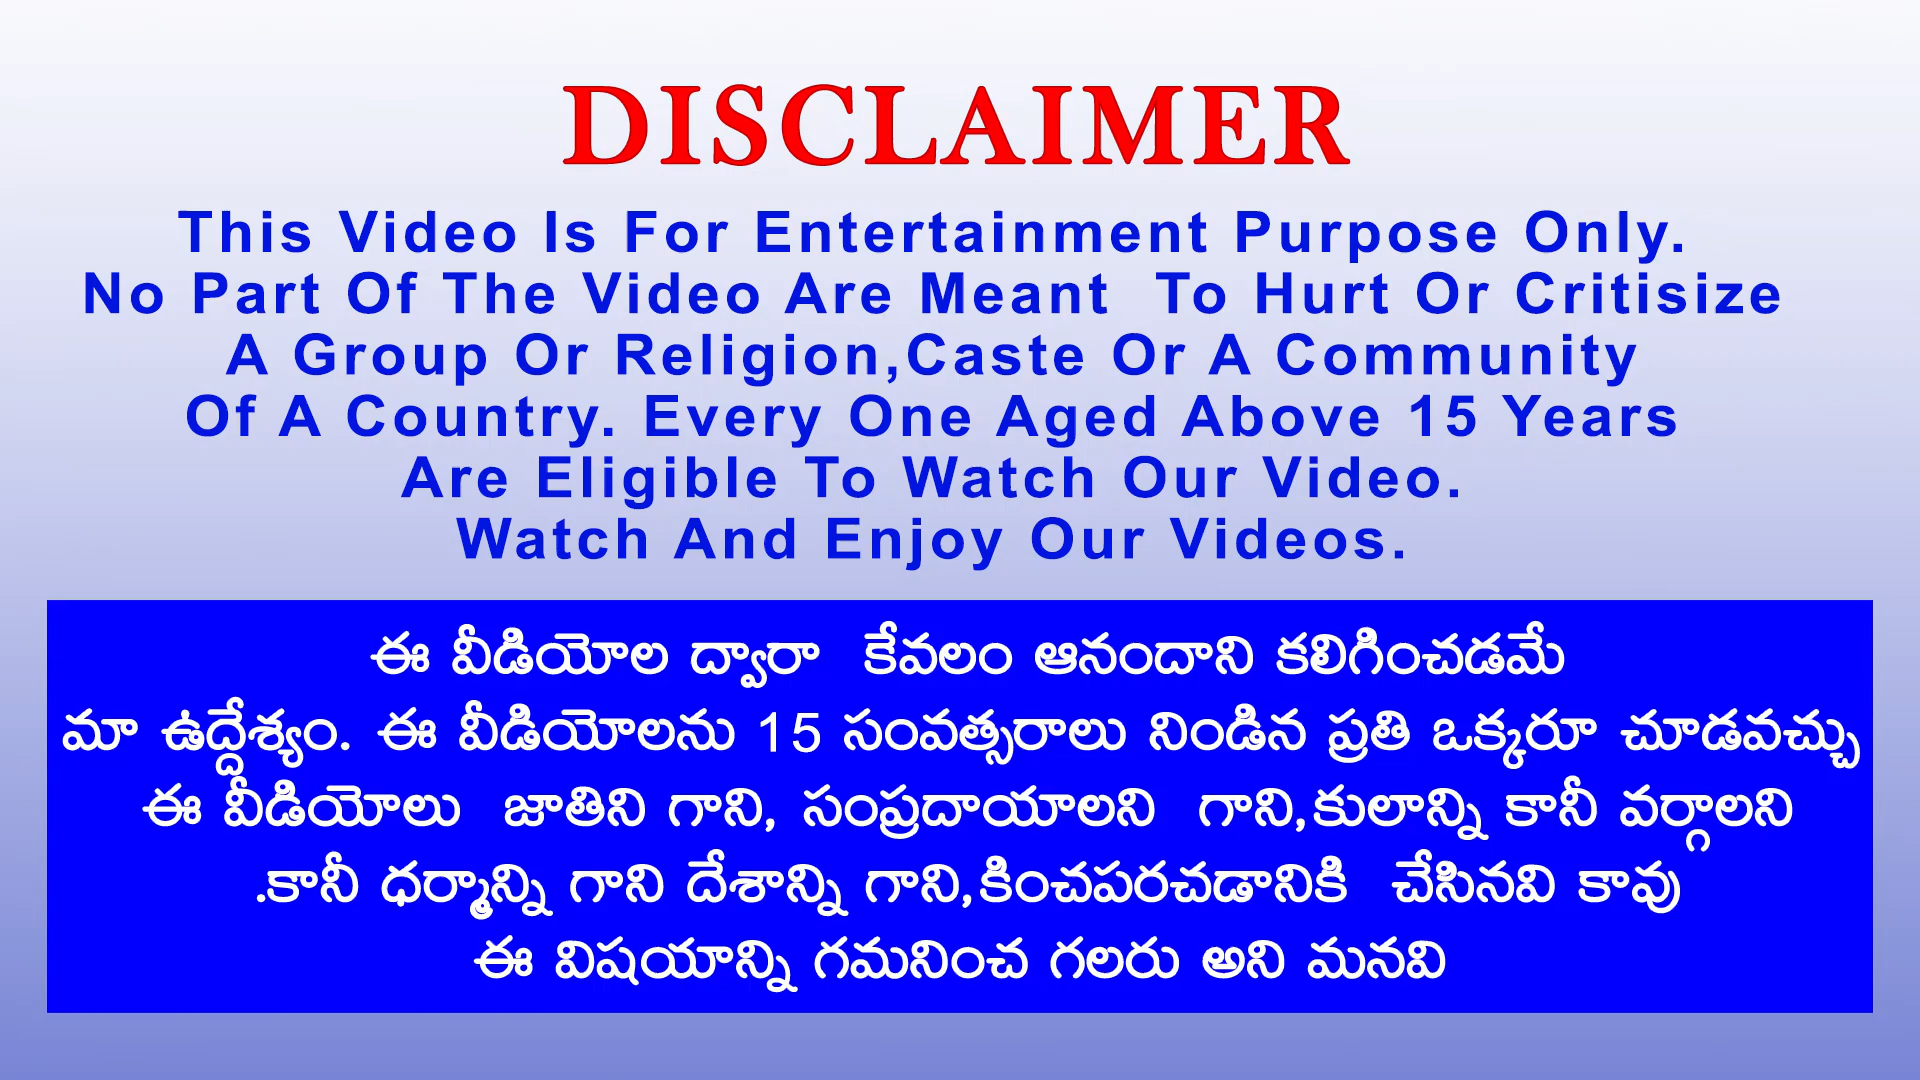 DISCLAIMER
This Video Is For Entertainment Purpose Only.
No Part Of The Video Are Meant To Hurt Or Critisize
A Group Or Religion,Caste Or A Community
Of A Country. Every One Aged Above 15 Years
Are Eligible To Watch Our Video.
Watch And Enjoy Our Videos.
ఈ వీడియోల ద్వారా కేవలం ఆనందాని కలిగించడమే
మా ఉద్దేశ్యం. ఈ వీడియోలను 15 సంవత్సరాలు నిండిన ప్రతి ఒక్కరూ చూడవచ్చు
ఈ వీడియోలు జాతిని గాని, సంప్రదాయాలని గాని,కులాన్ని కానీ వర్గాలని
.కానీ ధర్మాన్ని గాని దేశాన్ని గాని,కించపరచడానికి చేసినవి కావు
ఈ విషయాన్ని గమనించ గలరు అని మనవి